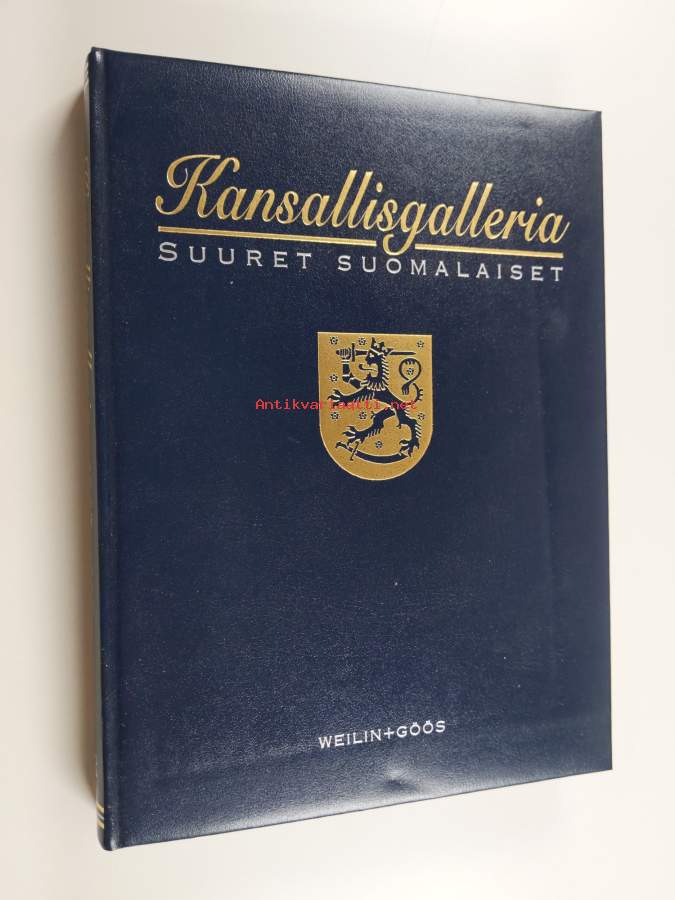 Kansallisgalleria
SUURET SUOMALAISET
Antikvariaatti.net
WEILIN+GÖÖS